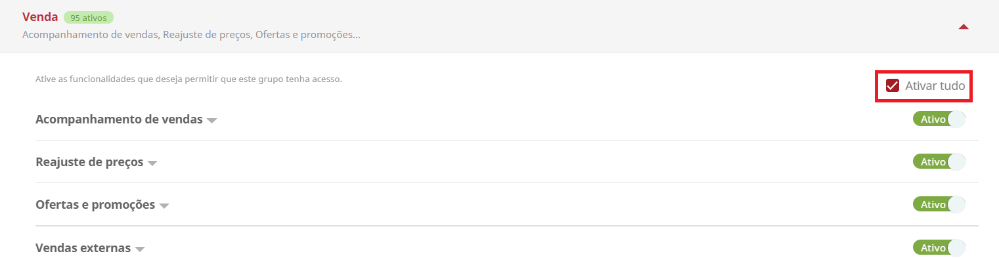 Venda 95 ativos
Acompanhamento de vendas, Reajuste de preços, Ofertas e promoções...
Ative as funcionalidades que deseja permitir que este grupo tenha acesso.
Ativar tudo
Acompanhamento de vendas Ativo
Reajuste de preços Ativo
Ofertas e promoções Ativo
Vendas externas Ativo